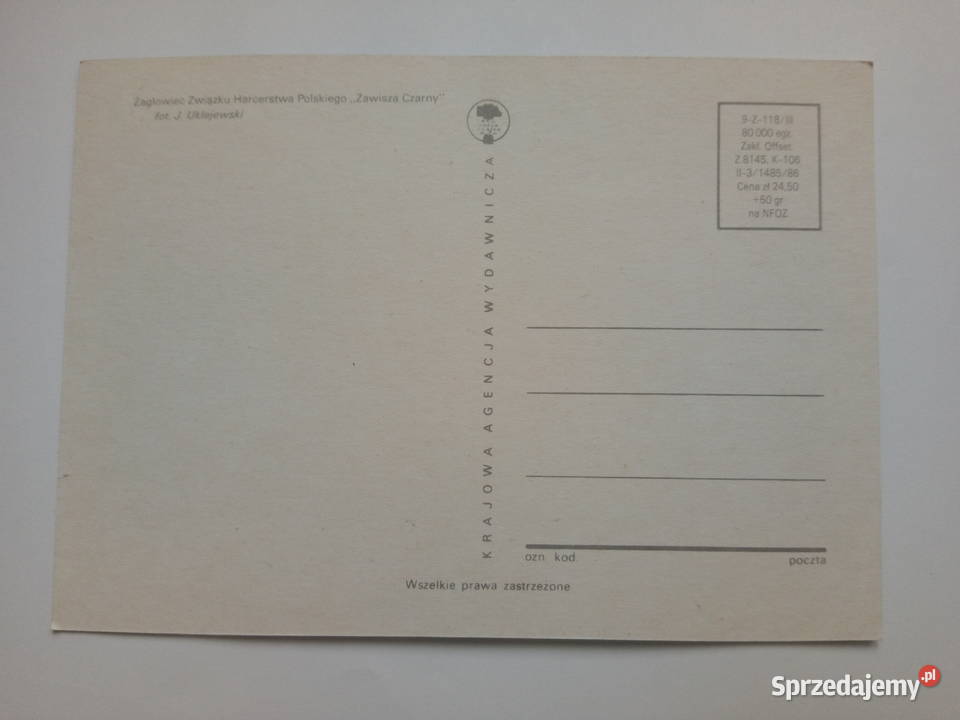 Żaglowiec Związku Harcerstwa Polskiego „Zawisza Czarny”
fot. J. Uklejewski
KRAJOWA AGENCJA WYDAWNICZA
9-Z-118/III
80 000 egz.
Zakł. Offset.
Z.8145. K-106
II-3/1485/86
Cena zł 24,50
+50 gr
na NFOZ
ozn. kod.
poczta
Wszelkie prawa zastrzeżone
Sprzedajemy.pl